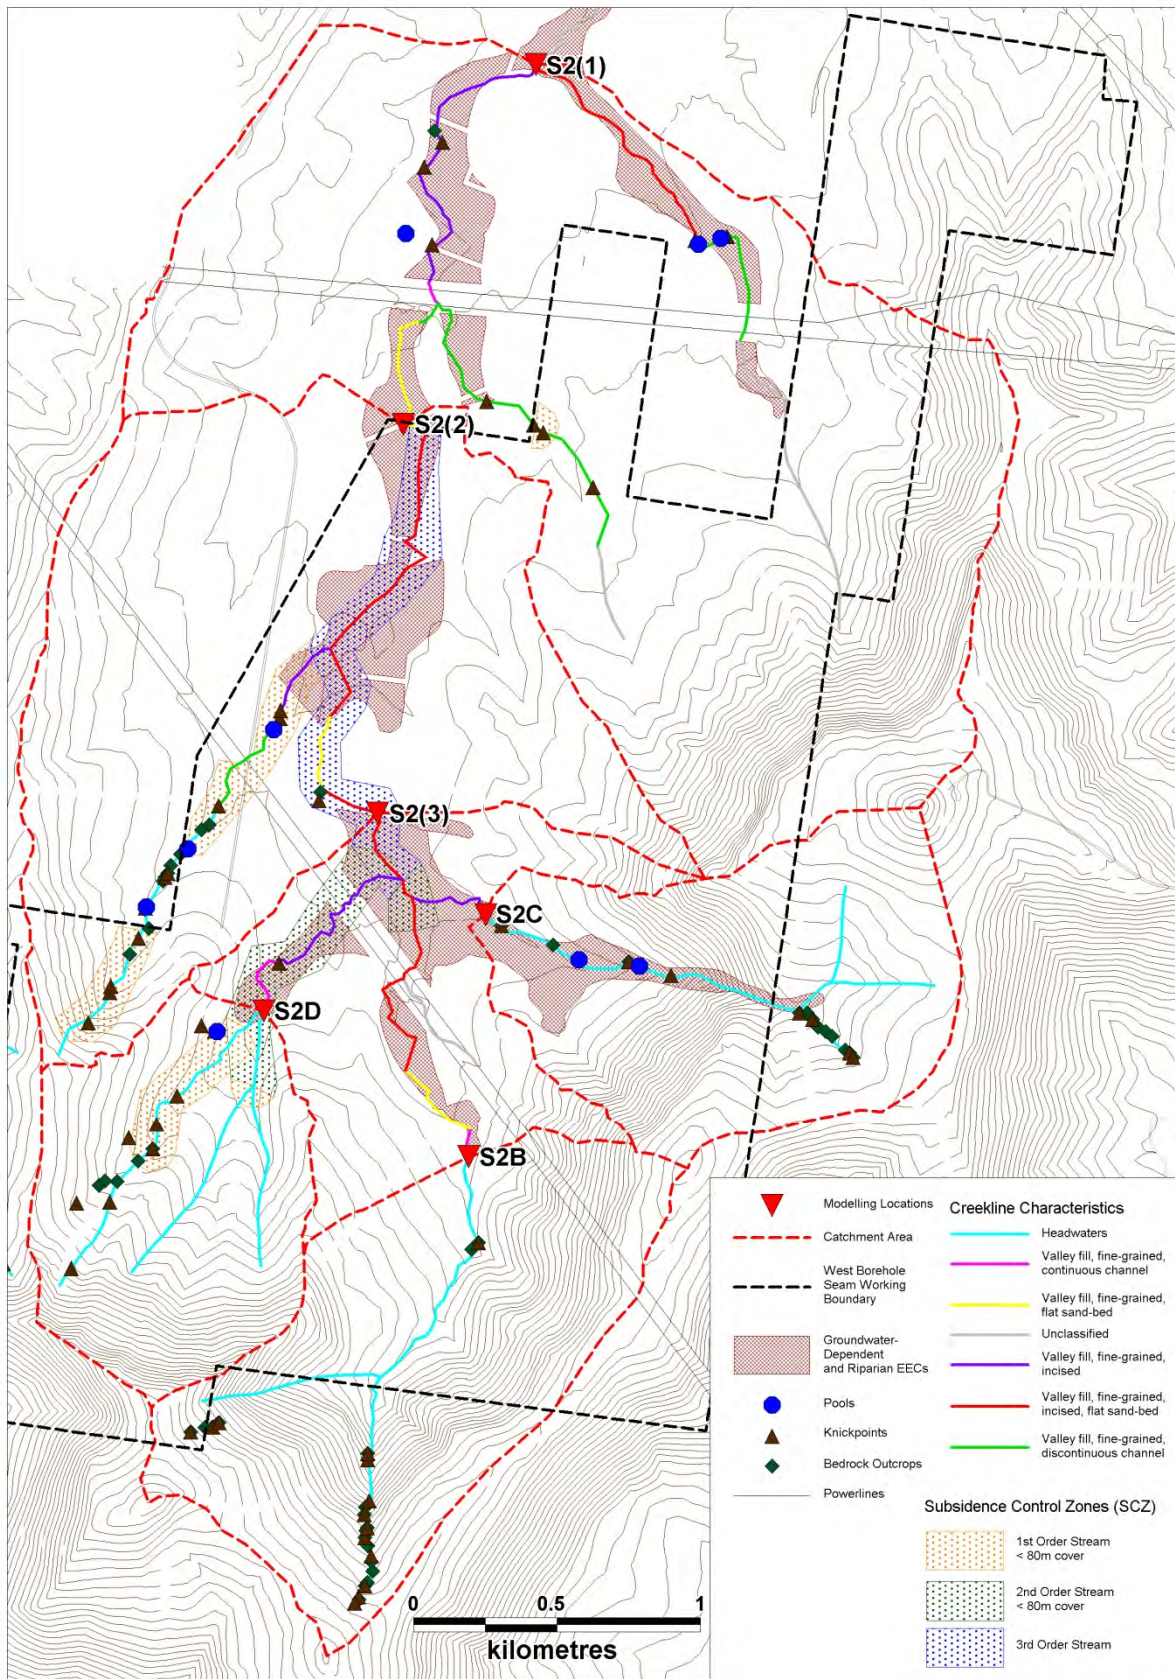 S2(1)
S2(2)
S2(3)
S2C
S2D
S2B
Modelling Locations
Catchment Area
West Borehole
Seam Working
Boundary
Groundwater-
Dependent
and Riparian EECs
Pools
Knickpoints
Bedrock Outcrops
Powerlines
Creekline Characteristics
Headwaters
Valley fill, fine-grained,
continuous channel
Valley fill, fine-grained,
flat sand-bed
Unclassified
Valley fill, fine-grained,
incised
Valley fill, fine-grained,
incised, flat sand-bed
Valley fill, fine-grained,
discontinuous channel
Subsidence Control Zones (SCZ)
1st Order Stream
< 80m cover
2nd Order Stream
< 80m cover
3rd Order Stream
0 0.5 1
kilometres